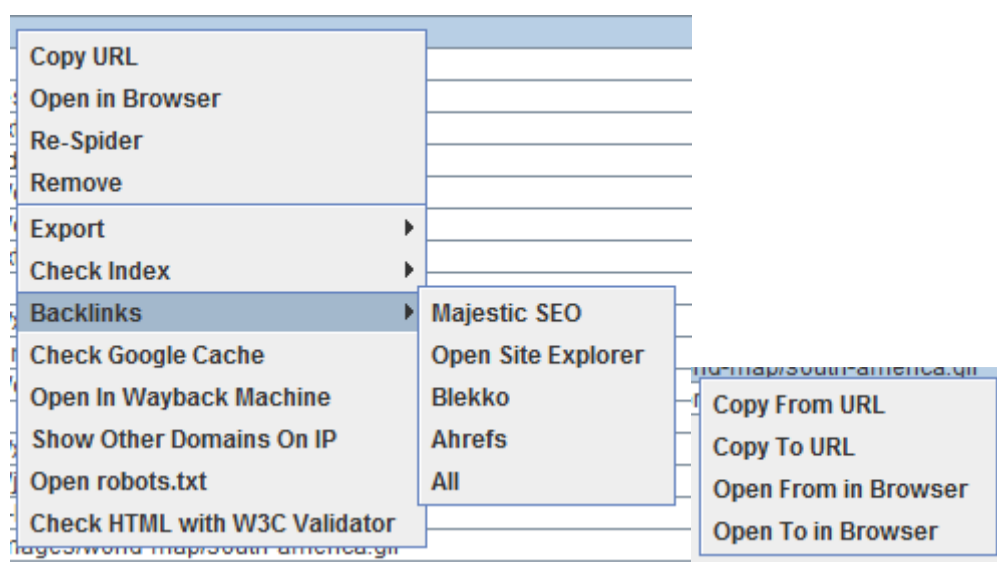 Copy URL
Open in Browser
Re-Spider
Remove
Export
Check Index
Backlinks
Check Google Cache
Open In Wayback Machine
Show Other Domains On IP
Open robots.txt
Check HTML with W3C Validator
Majestic SEO
Open Site Explorer
Blekko
Ahrefs
All
Copy From URL
Copy To URL
Open From in Browser
Open To in Browser